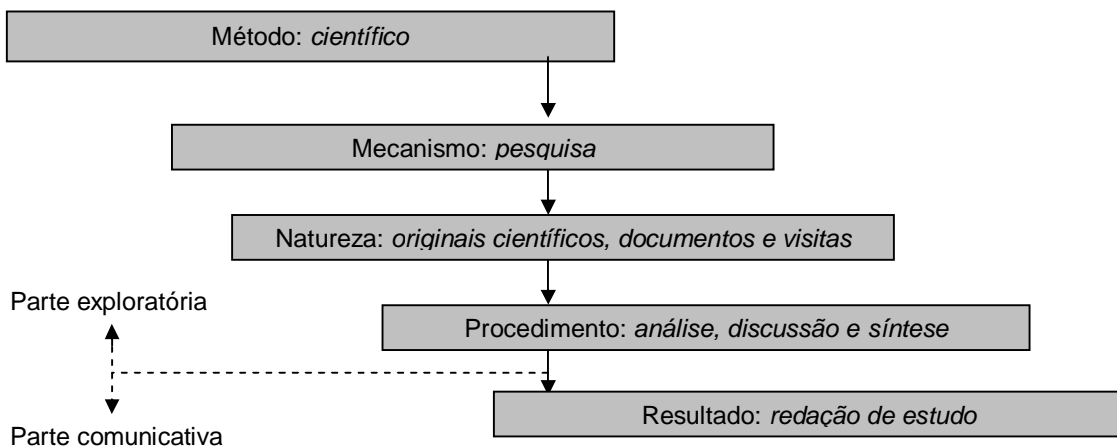 Método: científico
Mecanismo: pesquisa
Natureza: originais científicos, documentos e visitas
Parte exploratória
Procedimento: análise, discussão e síntese
Resultado: redação de estudo
Parte comunicativa